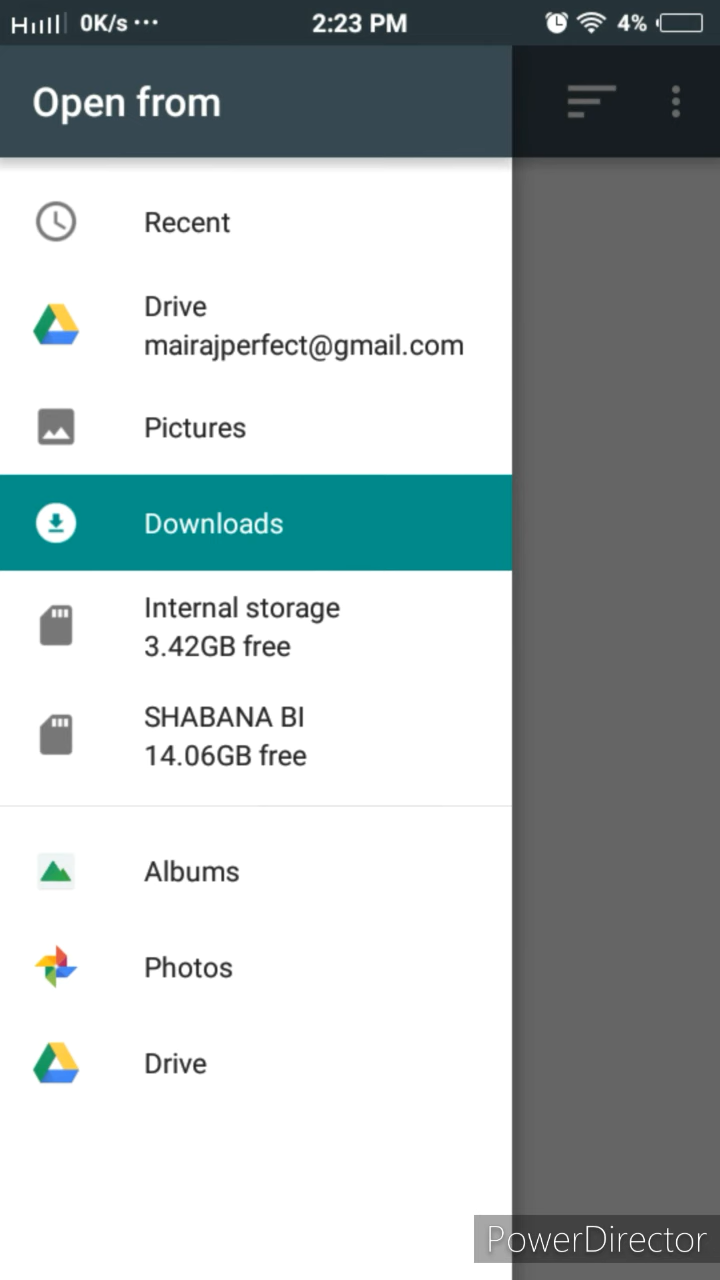 H 0K/s ... 2:23 PM 4%
Open from
Recent
Drive
mairajperfect@gmail.com
Pictures
Downloads
Internal storage
3.42GB free
SHABANA BI
14.06GB free
Albums
Photos
Drive
PowerDirector